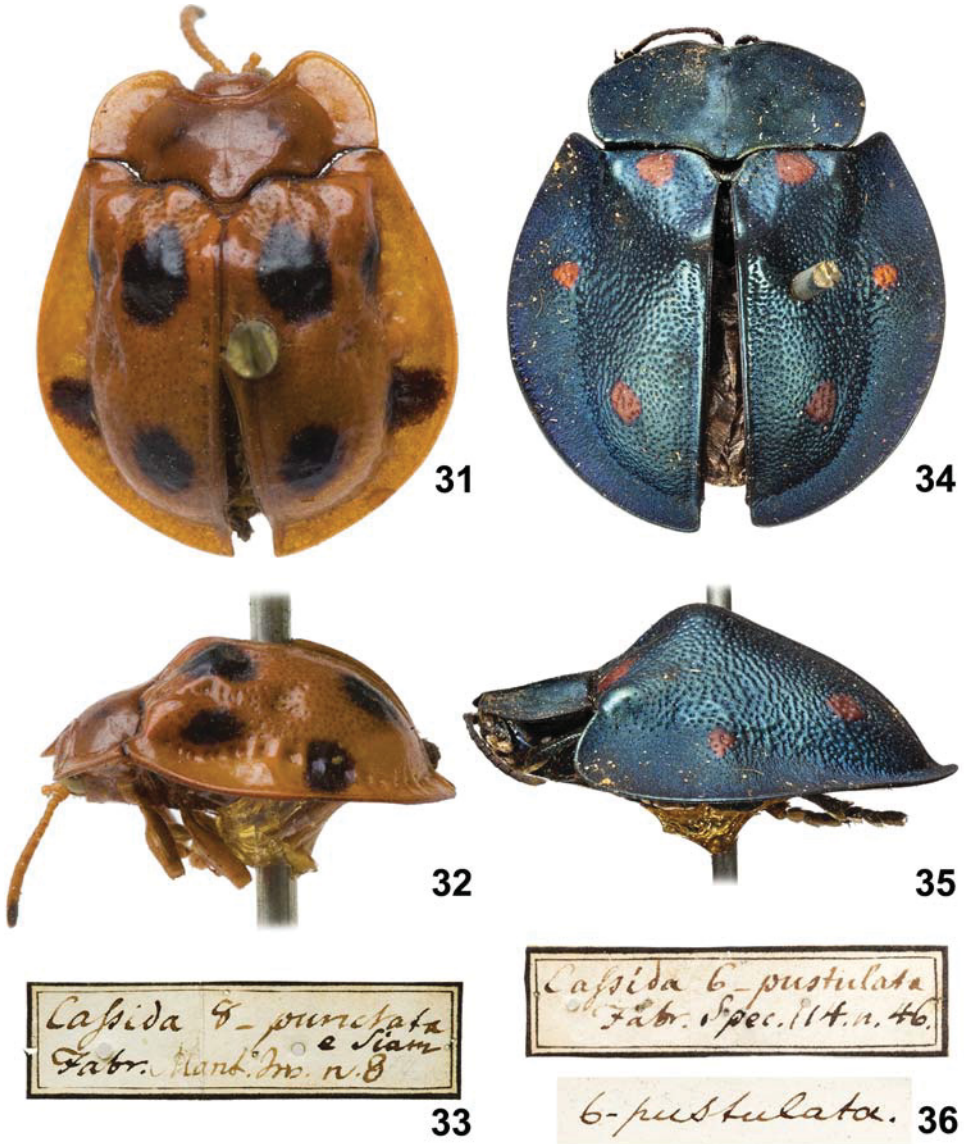 31
34
32
35
Caſsida 8-punctata
e Siam
Fabr. Mant. Ins. n. 8
33
Caſsida 6-pustulata
Fabr. Spec. 114. n. 46.
6-pustulata.
36